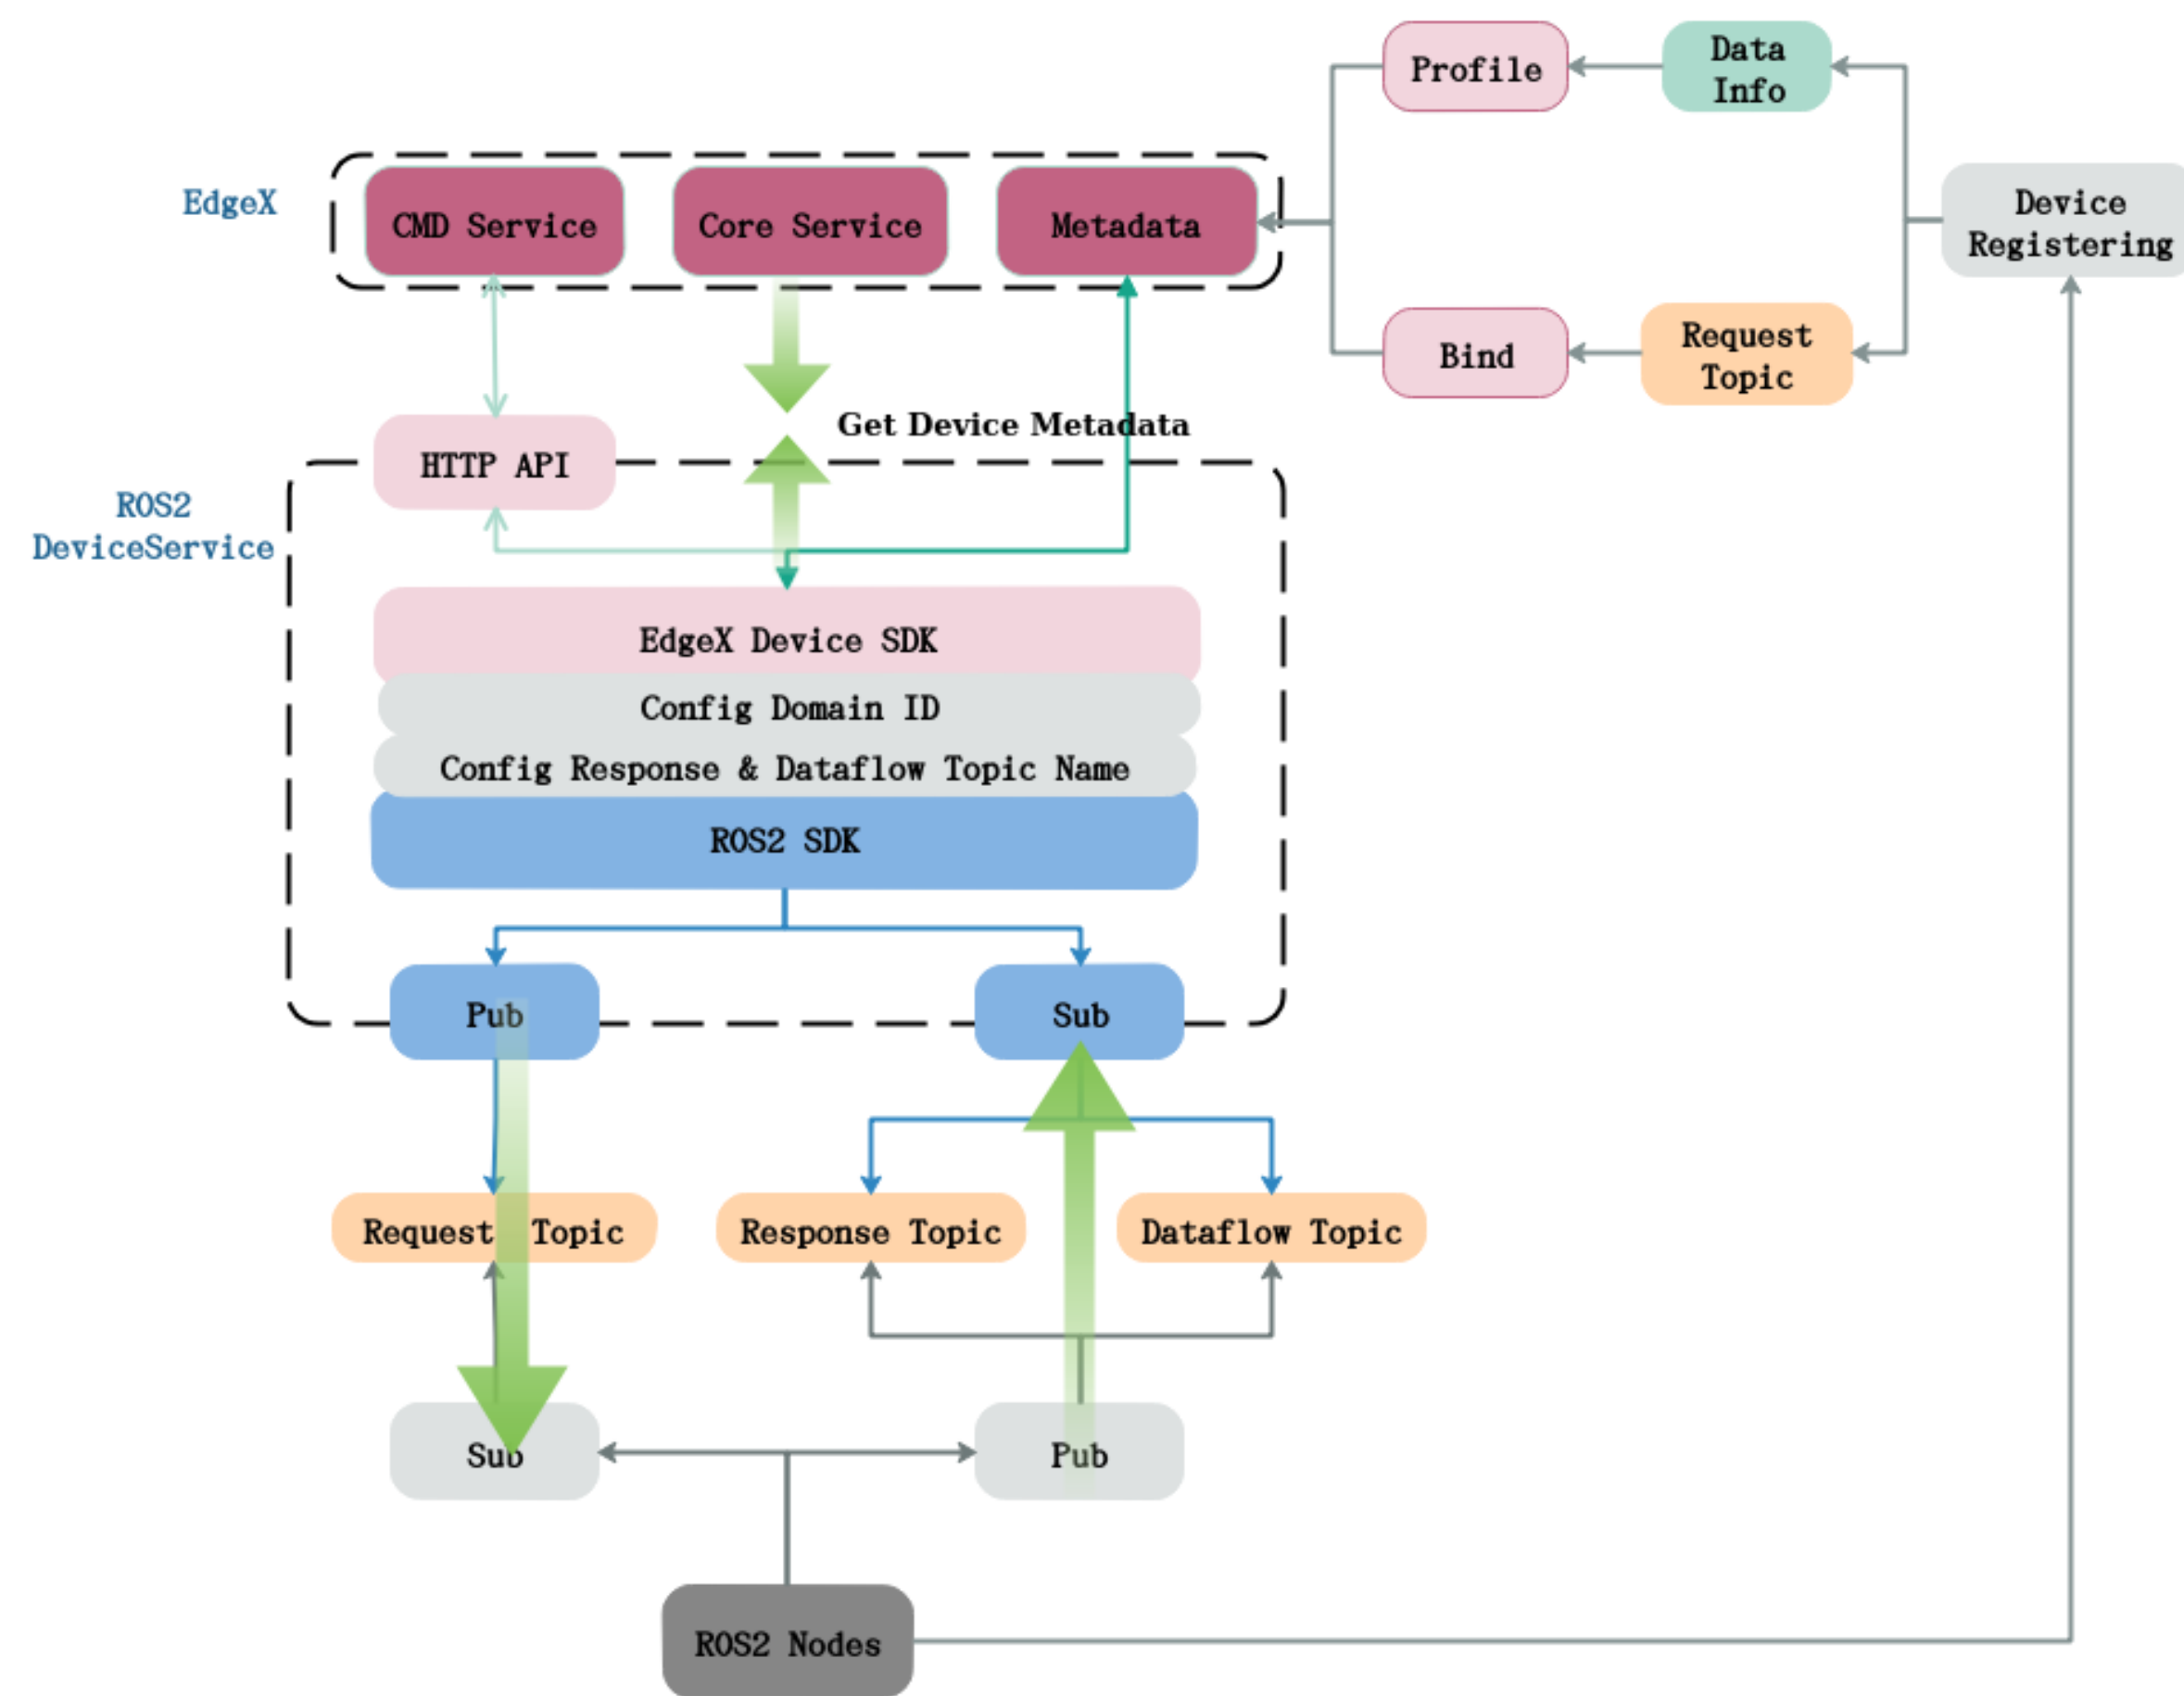 Profile
Data
Info
EdgeX
CMD Service
Core Service
Metadata
Device
Registering
Bind
Request
Topic
Get Device Metadata
HTTP API
ROS2
DeviceService
EdgeX Device SDK
Config Domain ID
Config Response & Dataflow Topic Name
ROS2 SDK
Pub
Sub
Request Topic
Response Topic
Dataflow Topic
Sub
Pub
ROS2 Nodes